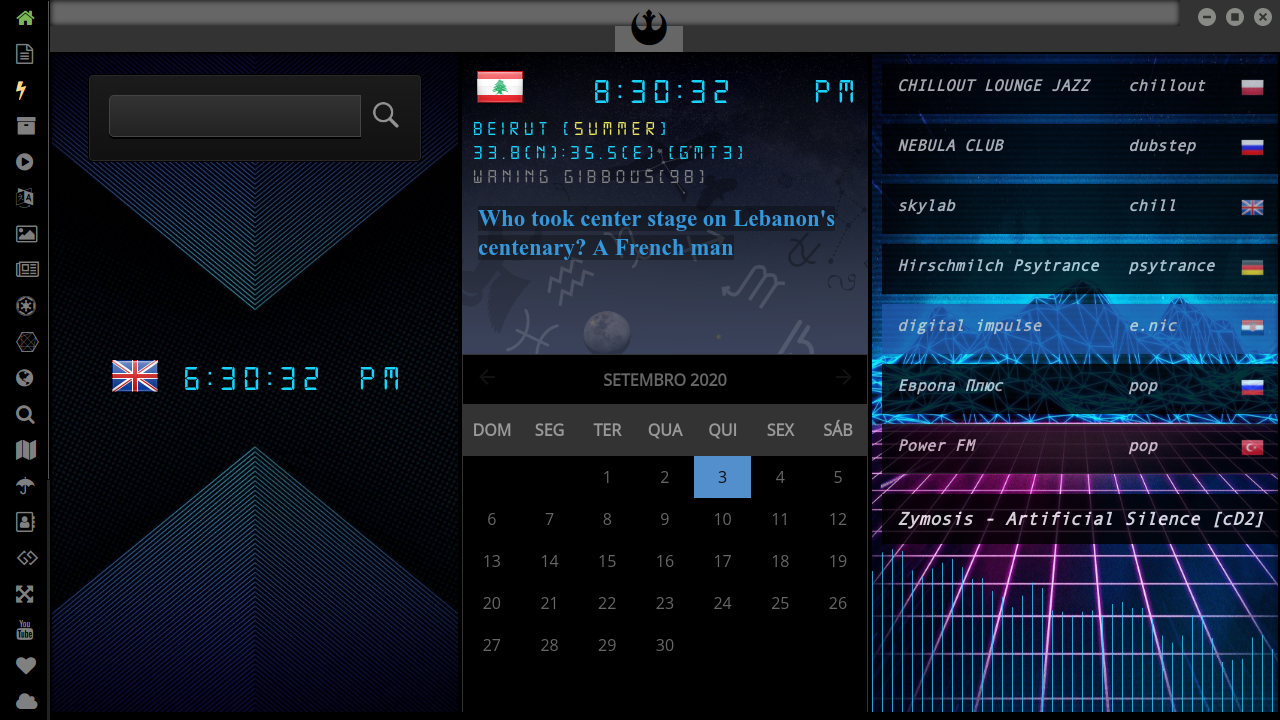 6:30:32 PM
8:30:32 PM
BEIRUT (SUMMER)
33.8(N):35.5(E) (GMT3)
WANING GIBBOUS(98)
Who took center stage on Lebanon's
centenary? A French man
SETEMBRO 2020
DOM SEG TER QUA QUI SEX SÁB
1 2 3 4 5
6 7 8 9 10 11 12
13 14 15 16 17 18 19
20 21 22 23 24 25 26
27 28 29 30
CHILLOUT LOUNGE JAZZ chillout
NEBULA CLUB dubstep
skylab chill
Hirschmilch Psytrance psytrance
digital impulse e.nic
Европа Плюс pop
Power FM pop
Zymosis - Artificial Silence [cD2]
You
Tube